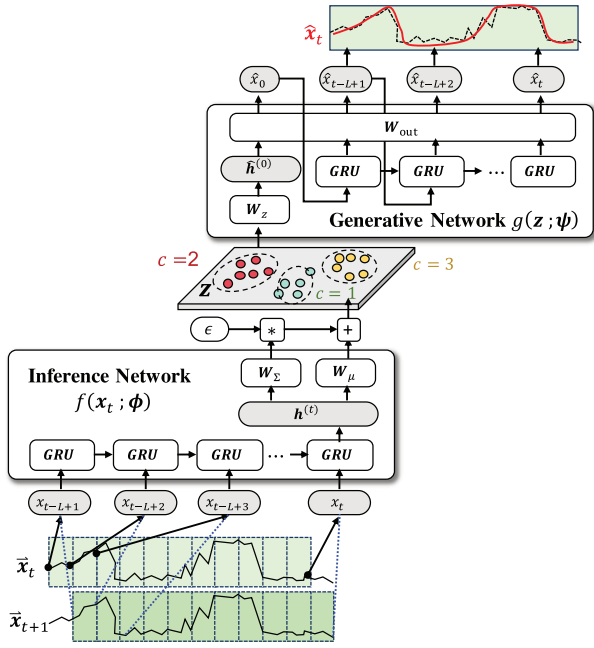 x̂_t
x̂_0 x̂_{t−L+1} x̂_{t−L+2} x̂_t
W_out
ĥ^(0) GRU GRU ... GRU
W_z
Generative Network g(z ; ψ)
c =2
c = 3
z
c = 1
ϵ * +
Inference Network
f(x_t ; ϕ)
W_Σ W_μ
h^(t)
GRU GRU GRU ... GRU
x_{t−L+1} x_{t−L+2} x_{t−L+3} x_t
x⃗_t
x⃗_{t+1}